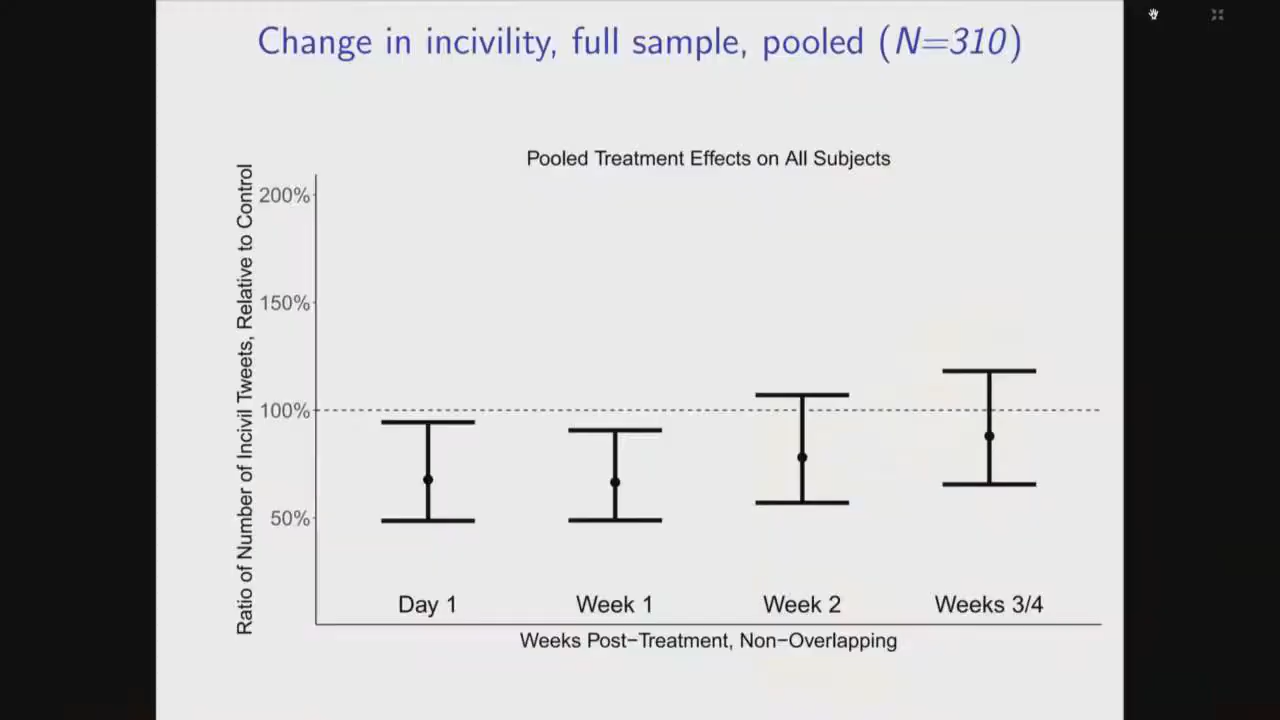 Change in incivility, full sample, pooled (N=310)
Pooled Treatment Effects on All Subjects
Ratio of Number of Incivil Tweets, Relative to Control
200%
150%
100%
50%
Day 1 Week 1 Week 2 Weeks 3/4
Weeks Post−Treatment, Non−Overlapping